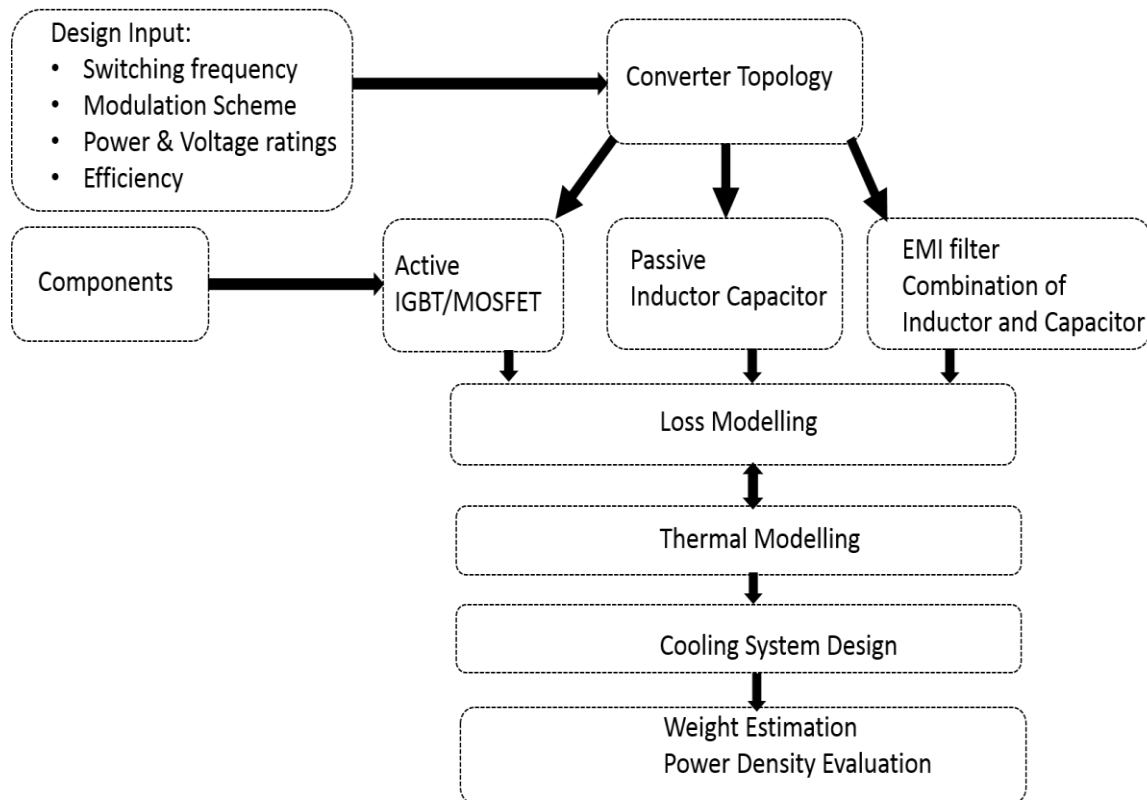 Design Input:
• Switching frequency
• Modulation Scheme
• Power & Voltage ratings
• Efficiency
Converter Topology
Components
Active
IGBT/MOSFET
Passive
Inductor Capacitor
EMI filter
Combination of
Inductor and Capacitor
Loss Modelling
Thermal Modelling
Cooling System Design
Weight Estimation
Power Density Evaluation